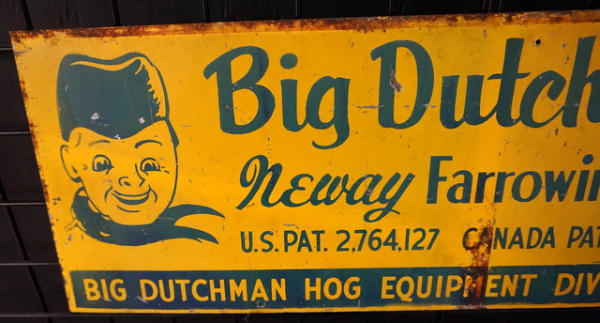 Big Dutch
Neway Farrowin
U.S. PAT. 2,764,127 CANADA PAT
BIG DUTCHMAN HOG EQUIPMENT DIV